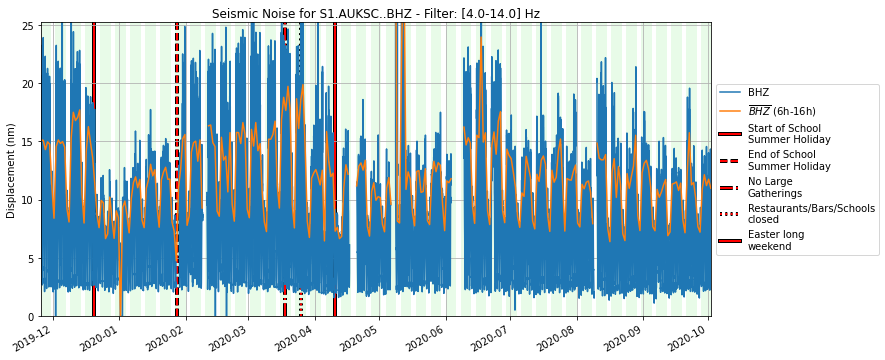 Seismic Noise for S1.AUKSC..BHZ - Filter: [4.0-14.0] Hz
Displacement (nm)
25
20
15
10
5
0
2019-12
2020-01
2020-02
2020-03
2020-04
2020-05
2020-06
2020-07
2020-08
2020-09
2020-10
BHZ
BHZ (6h-16h)
Start of School
Summer Holiday
End of School
Summer Holiday
No Large
Gatherings
Restaurants/Bars/Schools
closed
Easter long
weekend